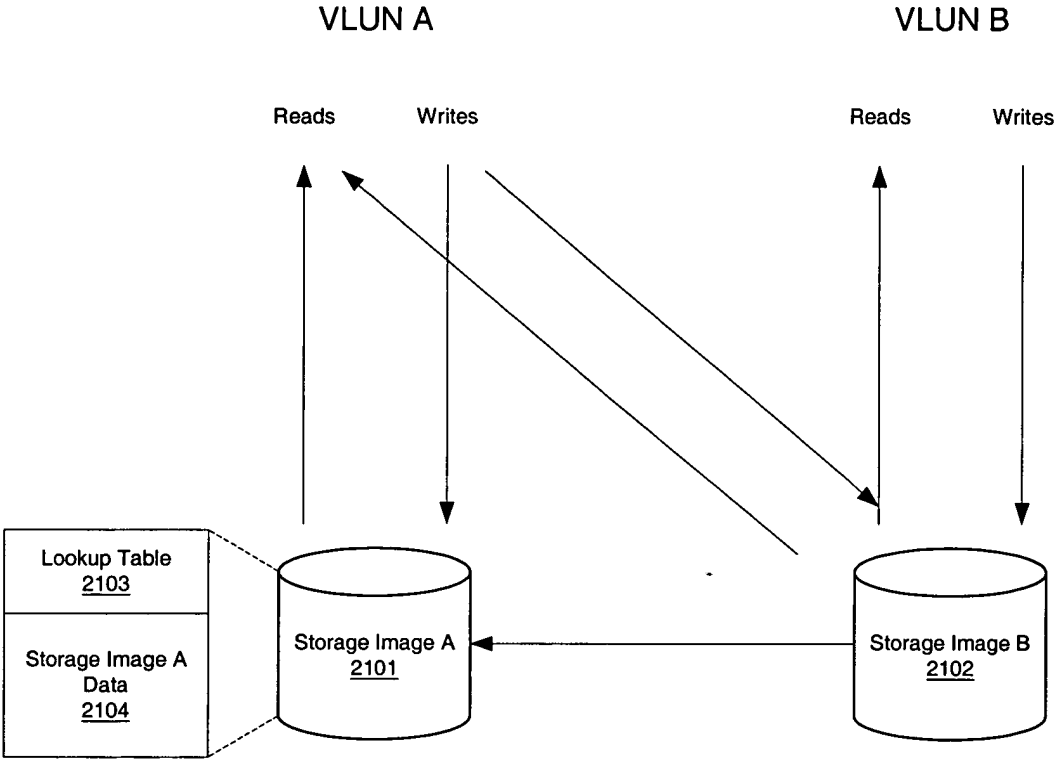 VLUN A
VLUN B
Reads
Writes
Reads
Writes
Lookup Table
2103
Storage Image A
Data
2104
Storage Image A
2101
Storage Image B
2102